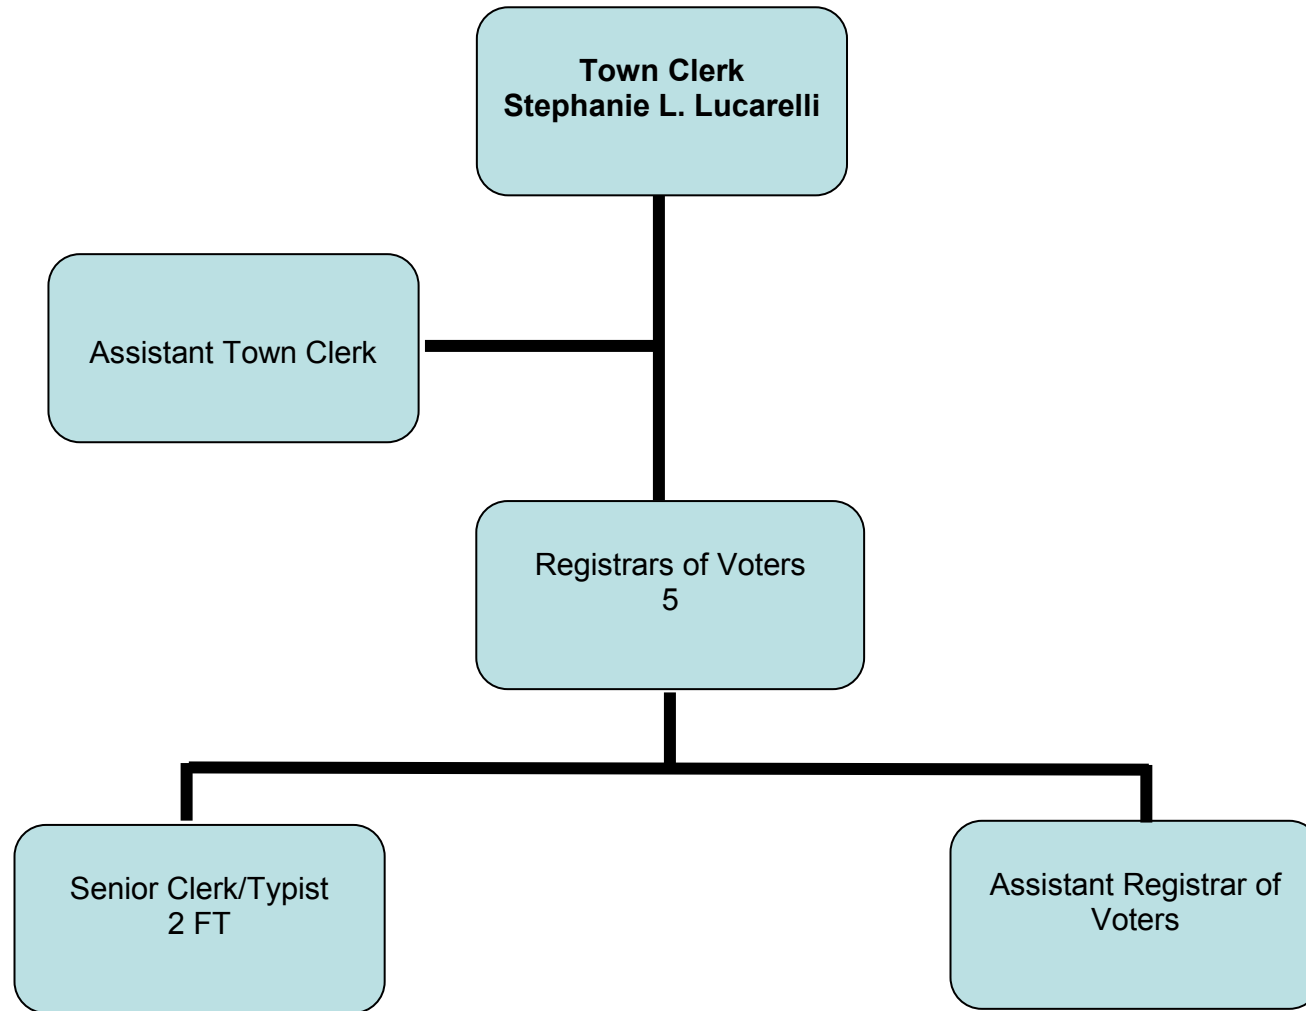 Town Clerk
Stephanie L. Lucarelli
Assistant Town Clerk
Registrars of Voters
5
Senior Clerk/Typist
2 FT
Assistant Registrar of
Voters